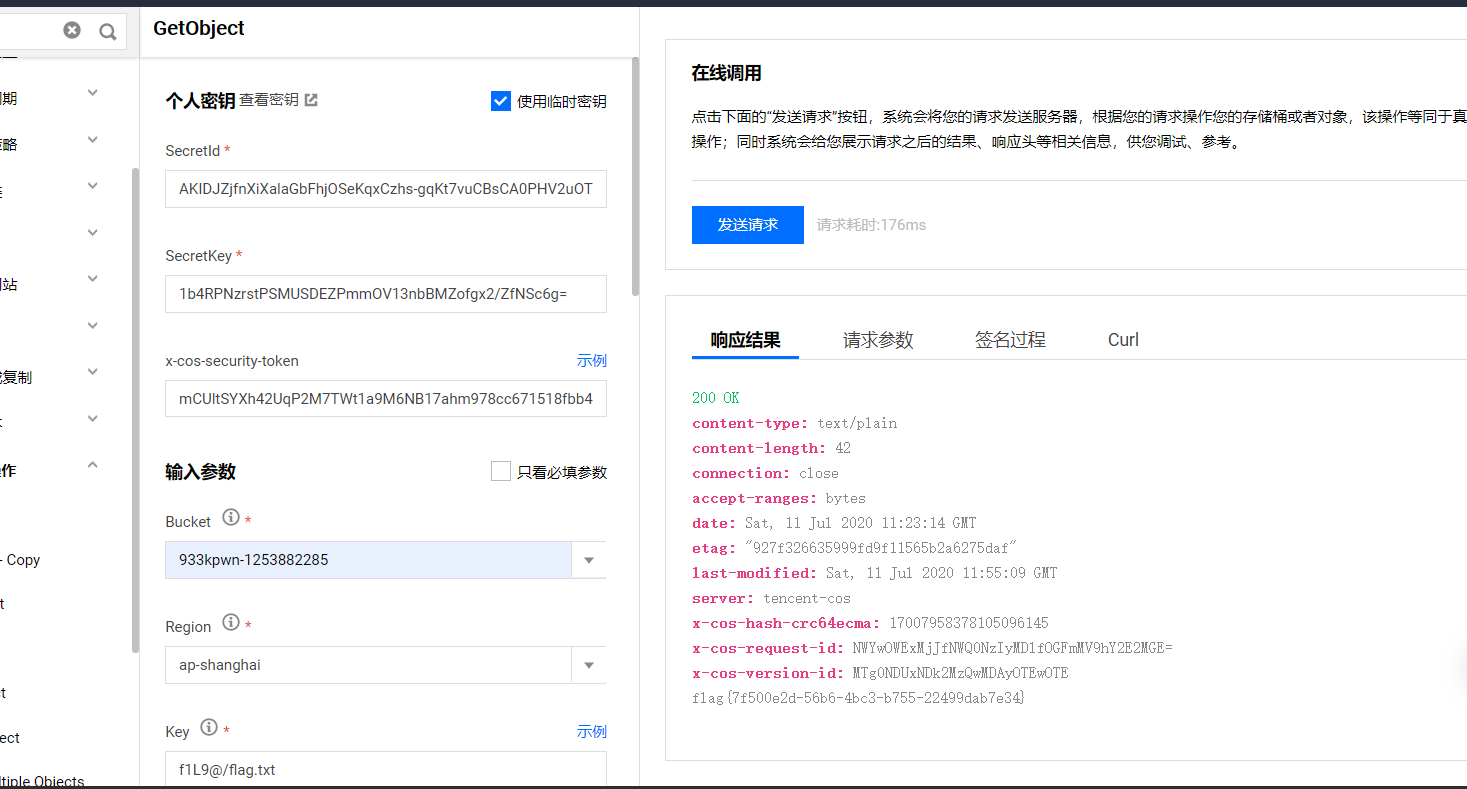 GetObject
期
略
站
复制
作
- Copy
t
t
ect
ltiple Objects
个人密钥 查看密钥
使用临时密钥
SecretId *
AKIDJZjfnXiXalaGbFhjOSeKqxCzhs-gqKt7vuCBsCA0PHV2uOT
SecretKey *
1b4RPNzrstPSMUSDEZPmmOV13nbBMZofgx2/ZfNSc6g=
x-cos-security-token
示例
mCUItSYXh42UqP2M7TWt1a9M6NB17ahm978cc671518fbb4
输入参数
只看必填参数
Bucket *
933kpwn-1253882285
Region *
ap-shanghai
Key *
示例
f1L9@/flag.txt
在线调用
点击下面的“发送请求”按钮，系统会将您的请求发送服务器，根据您的请求操作您的存储桶或者对象，该操作等同于真
操作；同时系统会给您展示请求之后的结果、响应头等相关信息，供您调试、参考。
发送请求
请求耗时:176ms
响应结果
请求参数
签名过程
Curl
200 OK
content-type: text/plain
content-length: 42
connection: close
accept-ranges: bytes
date: Sat, 11 Jul 2020 11:23:14 GMT
etag: "927f326635999fd9f11565b2a6275daf"
last-modified: Sat, 11 Jul 2020 11:55:09 GMT
server: tencent-cos
x-cos-hash-crc64ecma: 17007958378105096145
x-cos-request-id: NWYwOWExMjJfNWQ0NzIyMD1fOGFmMV9hY2E2MGE=
x-cos-version-id: MTg0NDUxNDk2MzQwMDAyOTEwOTE
flag{7f500e2d-56b6-4bc3-b755-22499dab7e34}